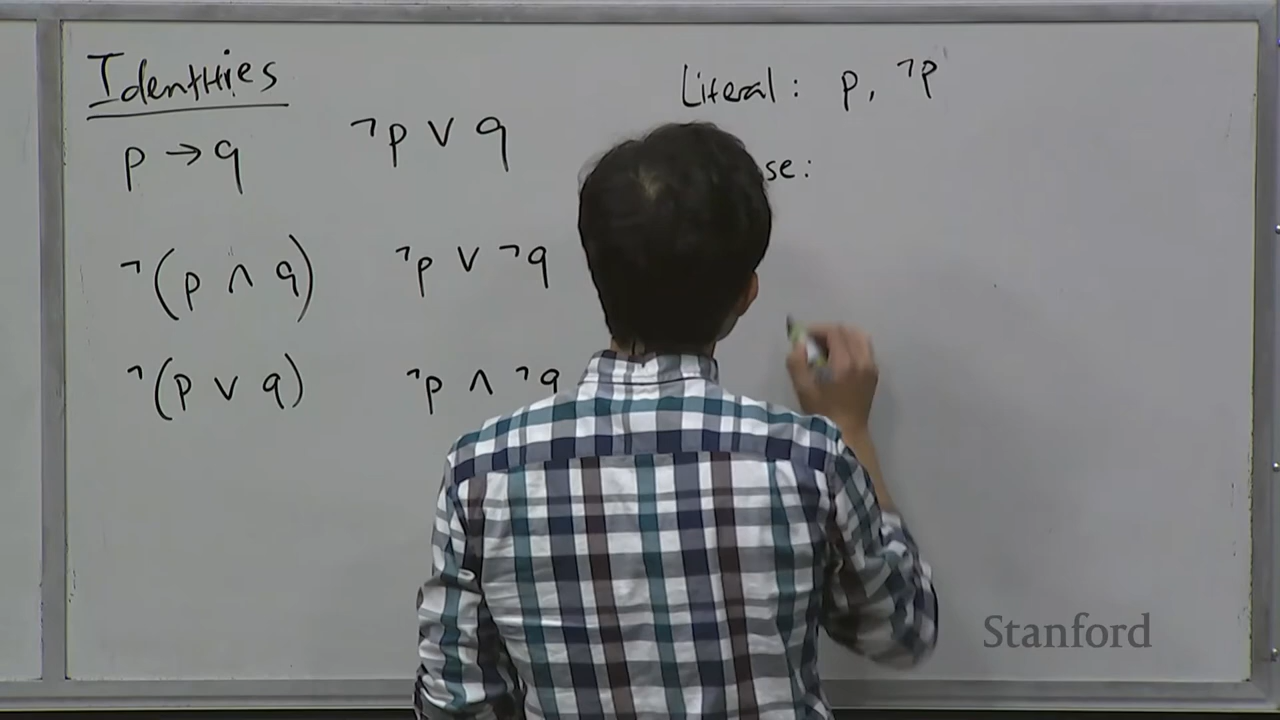 Identities
p → q    ¬p ∨ q
¬(p ∧ q)    ¬p ∨ ¬q
¬(p ∨ q)    ¬p ∧ ¬q
Literal: p, ¬p
se:
Stanford